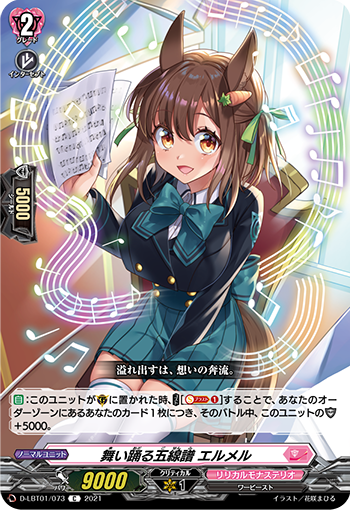 2
グレード
インターセプト
5000
シールド
溢れ出すは、想いの奔流。
自:このユニットがGに置かれた時、[CBブラスト1]することで、あなたのオー
ダーゾーンにあるあなたのカード1枚につき、そのバトル中、このユニットの
+5000。
ノーマルユニット
舞い踊る五線譜 エルメル
パワー
9000
クリティカル
1
リリカルモナステリオ
ワービースト
D-LBT01/073 C 2021
イラスト/花咲まひる